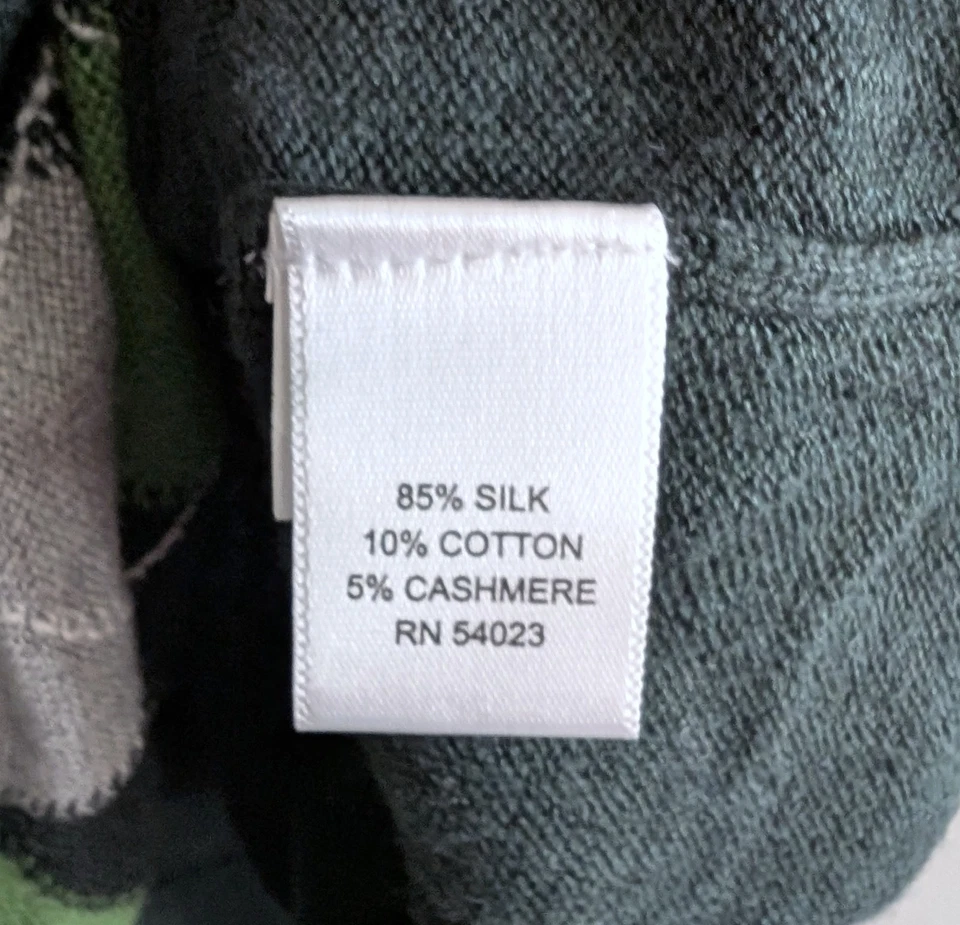 85% SILK
10% COTTON
5% CASHMERE
RN 54023